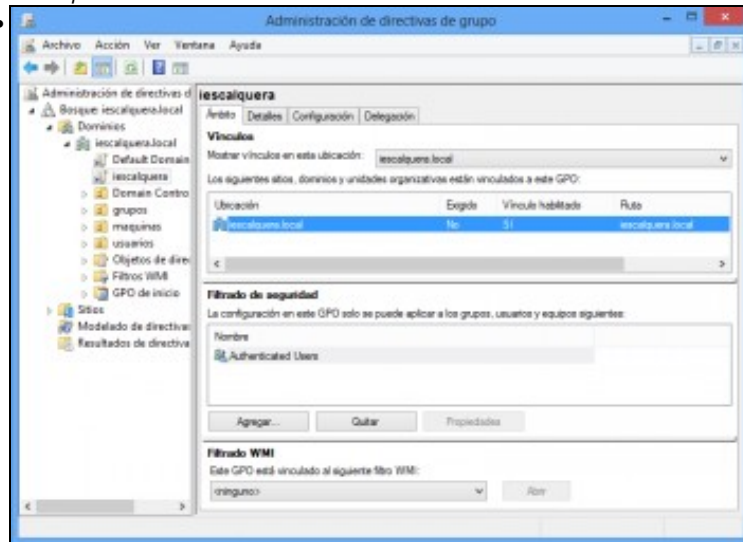 Administración de directivas de grupo
Archivo Acción Ver Ventana Ayuda
Administración de directivas d
Bosque: iescalquera.local
Dominios
iescalquera.local
Default Domain
iescalquera
Domain Contro
grupos
maquinas
usuarios
Objetos de direc
Filtros WMI
GPO de inicio
Sitios
Modelado de directivas
Resultados de directiva
iescalquera
Ámbito Detalles Configuración Delegación
Vínculos
Mostrar vínculos en esta ubicación: iescalquera.local
Los siguientes sitios, dominios y unidades organizativas están vinculados a este GPO:
Ubicación Exigido Vínculo habilitado Ruta
iescalquera.local No Sí iescalquera.local
Filtrado de seguridad
La configuración en este GPO solo se puede aplicar a los grupos, usuarios y equipos siguientes:
Nombre
Authenticated Users
Agregar... Quitar Propiedades
Filtrado WMI
Este GPO está vinculado al siguiente filtro WMI:
<ninguno> Abrir